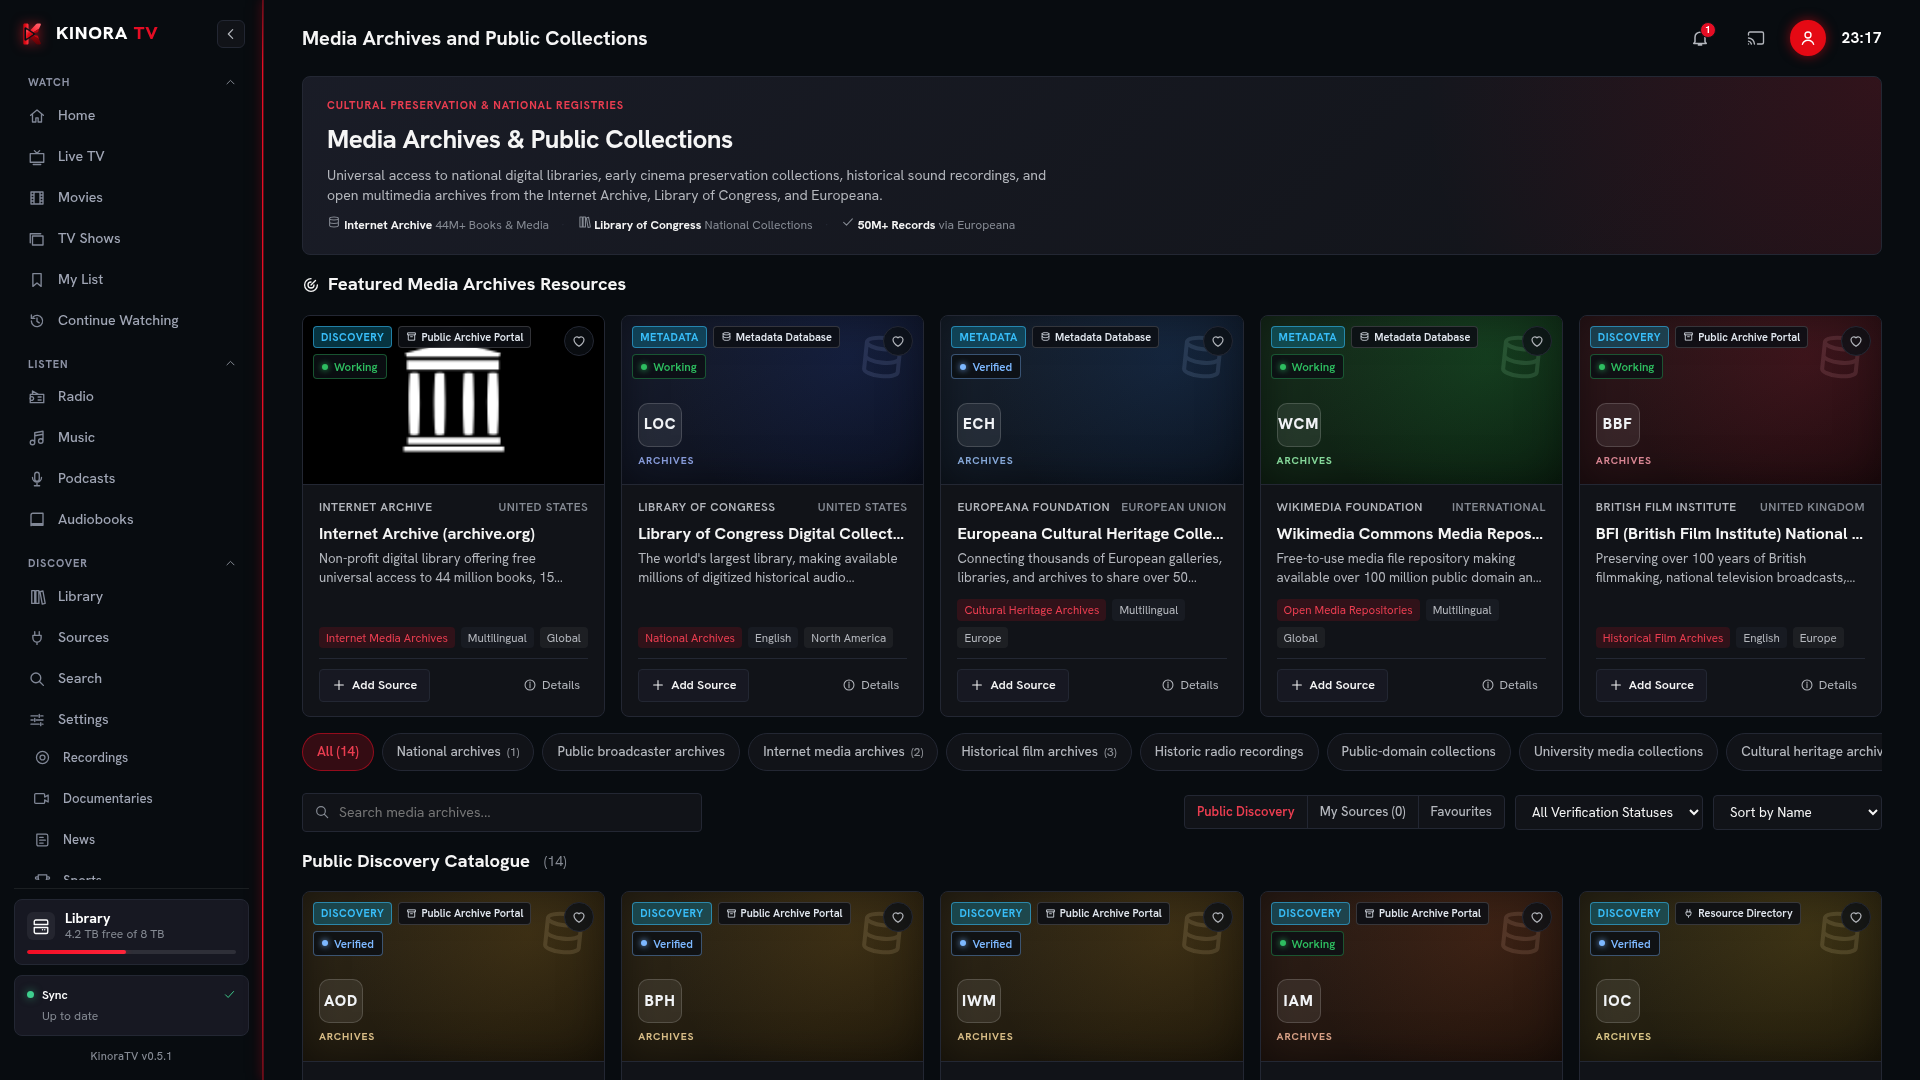 KINORA TV
WATCH
Home
Live TV
Movies
TV Shows
My List
Continue Watching
LISTEN
Radio
Music
Podcasts
Audiobooks
DISCOVER
Library
Sources
Search
Settings
Recordings
Documentaries
News
Sports
Library
4.2 TB free of 8 TB
Sync
Up to date
KinoraTV v0.5.1
Media Archives and Public Collections
1
23:17
CULTURAL PRESERVATION & NATIONAL REGISTRIES
Media Archives & Public Collections
Universal access to national digital libraries, early cinema preservation collections, historical sound recordings, and
open multimedia archives from the Internet Archive, Library of Congress, and Europeana.
Internet Archive 44M+ Books & Media
Library of Congress National Collections
50M+ Records via Europeana
Featured Media Archives Resources
DISCOVERY
Public Archive Portal
Working
INTERNET ARCHIVE
UNITED STATES
Internet Archive (archive.org)
Non-profit digital library offering free
universal access to 44 million books, 15...
Internet Media Archives
Multilingual
Global
Add Source
Details
METADATA
Metadata Database
Working
LOC
ARCHIVES
LIBRARY OF CONGRESS
UNITED STATES
Library of Congress Digital Collect...
The world's largest library, making available
millions of digitized historical audio...
National Archives
English
North America
Add Source
Details
METADATA
Metadata Database
Verified
ECH
ARCHIVES
EUROPEANA FOUNDATION
EUROPEAN UNION
Europeana Cultural Heritage Colle...
Connecting thousands of European galleries,
libraries, and archives to share over 50...
Cultural Heritage Archives
Multilingual
Europe
Add Source
Details
METADATA
Metadata Database
Working
WCM
ARCHIVES
WIKIMEDIA FOUNDATION
INTERNATIONAL
Wikimedia Commons Media Repos...
Free-to-use media file repository making
available over 100 million public domain an...
Open Media Repositories
Multilingual
Global
Add Source
Details
DISCOVERY
Public Archive Portal
Working
BBF
ARCHIVES
BRITISH FILM INSTITUTE
UNITED KINGDOM
BFI (British Film Institute) National ...
Preserving over 100 years of British
filmmaking, national television broadcasts,...
Historical Film Archives
English
Europe
Add Source
Details
All (14)
National archives (1)
Public broadcaster archives
Internet media archives (2)
Historical film archives (3)
Historic radio recordings
Public-domain collections
University media collections
Cultural heritage archiv
Search media archives...
Public Discovery
My Sources (0)
Favourites
All Verification Statuses
Sort by Name
Public Discovery Catalogue (14)
DISCOVERY
Public Archive Portal
Verified
AOD
ARCHIVES
DISCOVERY
Public Archive Portal
Verified
BPH
ARCHIVES
DISCOVERY
Public Archive Portal
Verified
IWM
ARCHIVES
DISCOVERY
Public Archive Portal
Working
IAM
ARCHIVES
DISCOVERY
Resource Directory
Verified
IOC
ARCHIVES